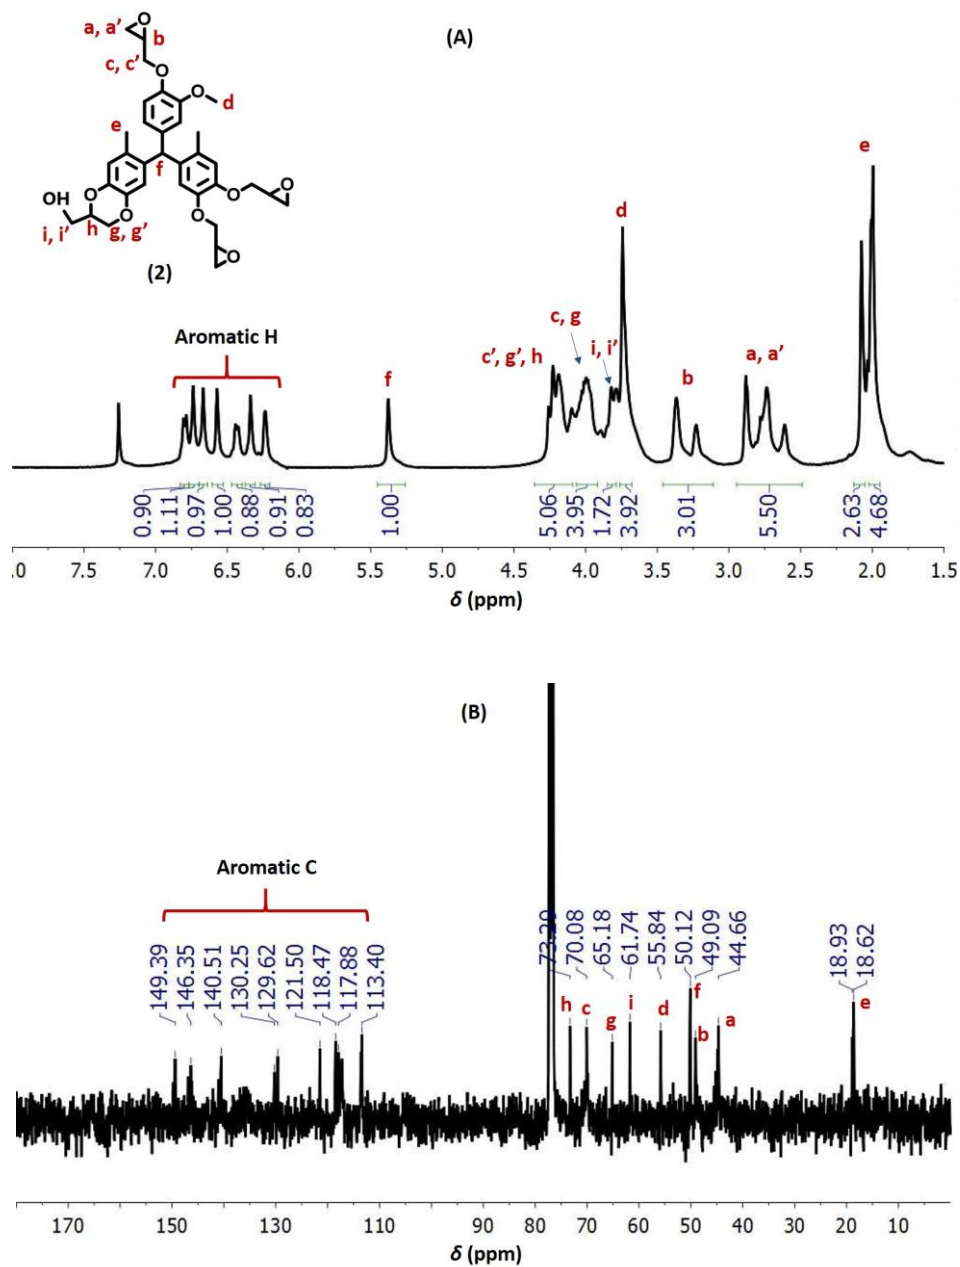 (A)
O
a, a'
b
c, c'
O
O
d
e
f
O
O
O
OH
O
O
i, i'
h
g, g'
O
(2)
Aromatic H
f
c', g', h
c, g
i, i'
d
b
a, a'
e
0.90
1.11
0.97
1.00
0.88
0.91
0.83
1.00
5.06
3.95
1.72
3.92
3.01
5.50
2.63
4.68
.0 7.5 7.0 6.5 6.0 5.5 5.0 4.5 4.0 3.5 3.0 2.5 2.0 1.5
δ (ppm)
(B)
Aromatic C
149.39
146.35
140.51
130.25
129.62
121.50
118.47
117.88
113.40
73.20
70.08
65.18
61.74
55.84
50.12
49.09
44.66
18.93
18.62
h
c
g
i
d
f
b
a
e
170 150 130 110 90 80 70 60 50 40 30 20 10
δ (ppm)